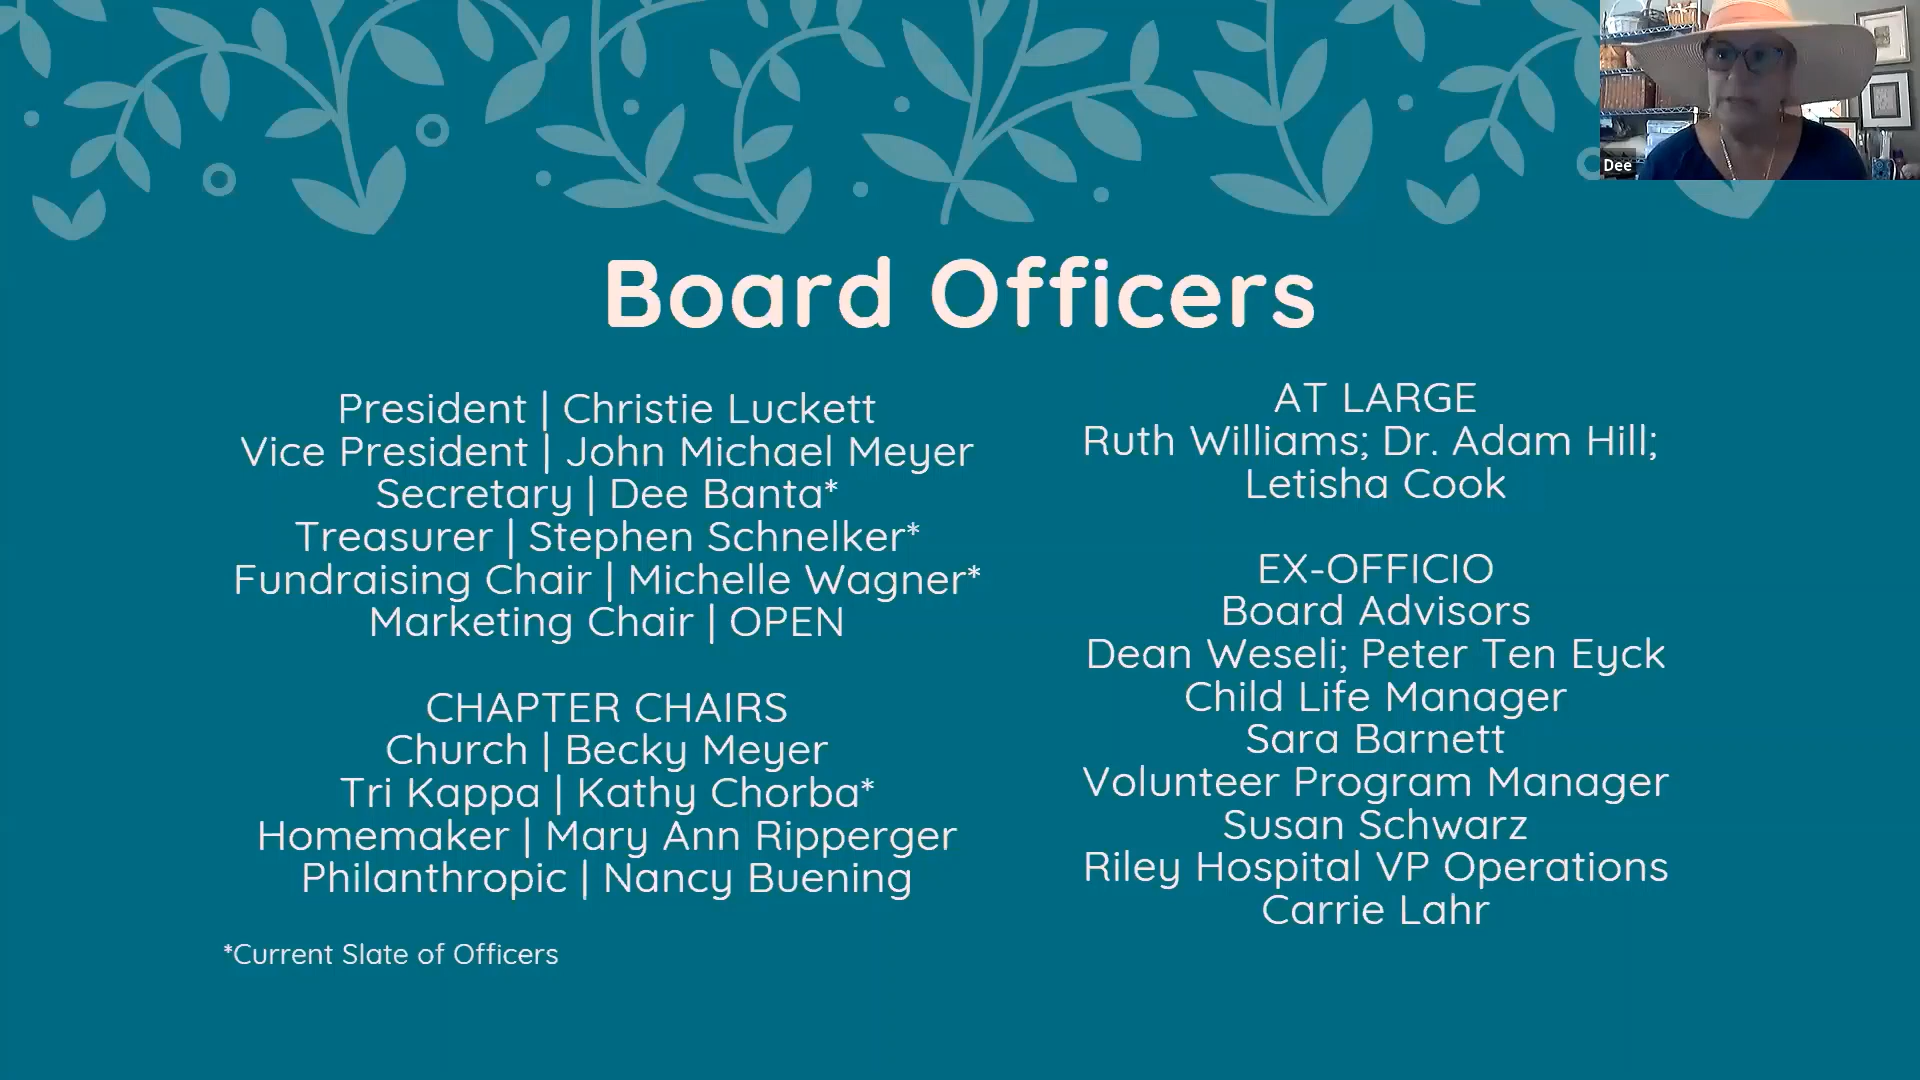 Dee
Board Officers
President | Christie Luckett
Vice President | John Michael Meyer
Secretary | Dee Banta*
Treasurer | Stephen Schnelker*
Fundraising Chair | Michelle Wagner*
Marketing Chair | OPEN
CHAPTER CHAIRS
Church | Becky Meyer
Tri Kappa | Kathy Chorba*
Homemaker | Mary Ann Ripperger
Philanthropic | Nancy Buening
*Current Slate of Officers
AT LARGE
Ruth Williams; Dr. Adam Hill;
Letisha Cook
EX-OFFICIO
Board Advisors
Dean Weseli; Peter Ten Eyck
Child Life Manager
Sara Barnett
Volunteer Program Manager
Susan Schwarz
Riley Hospital VP Operations
Carrie Lahr